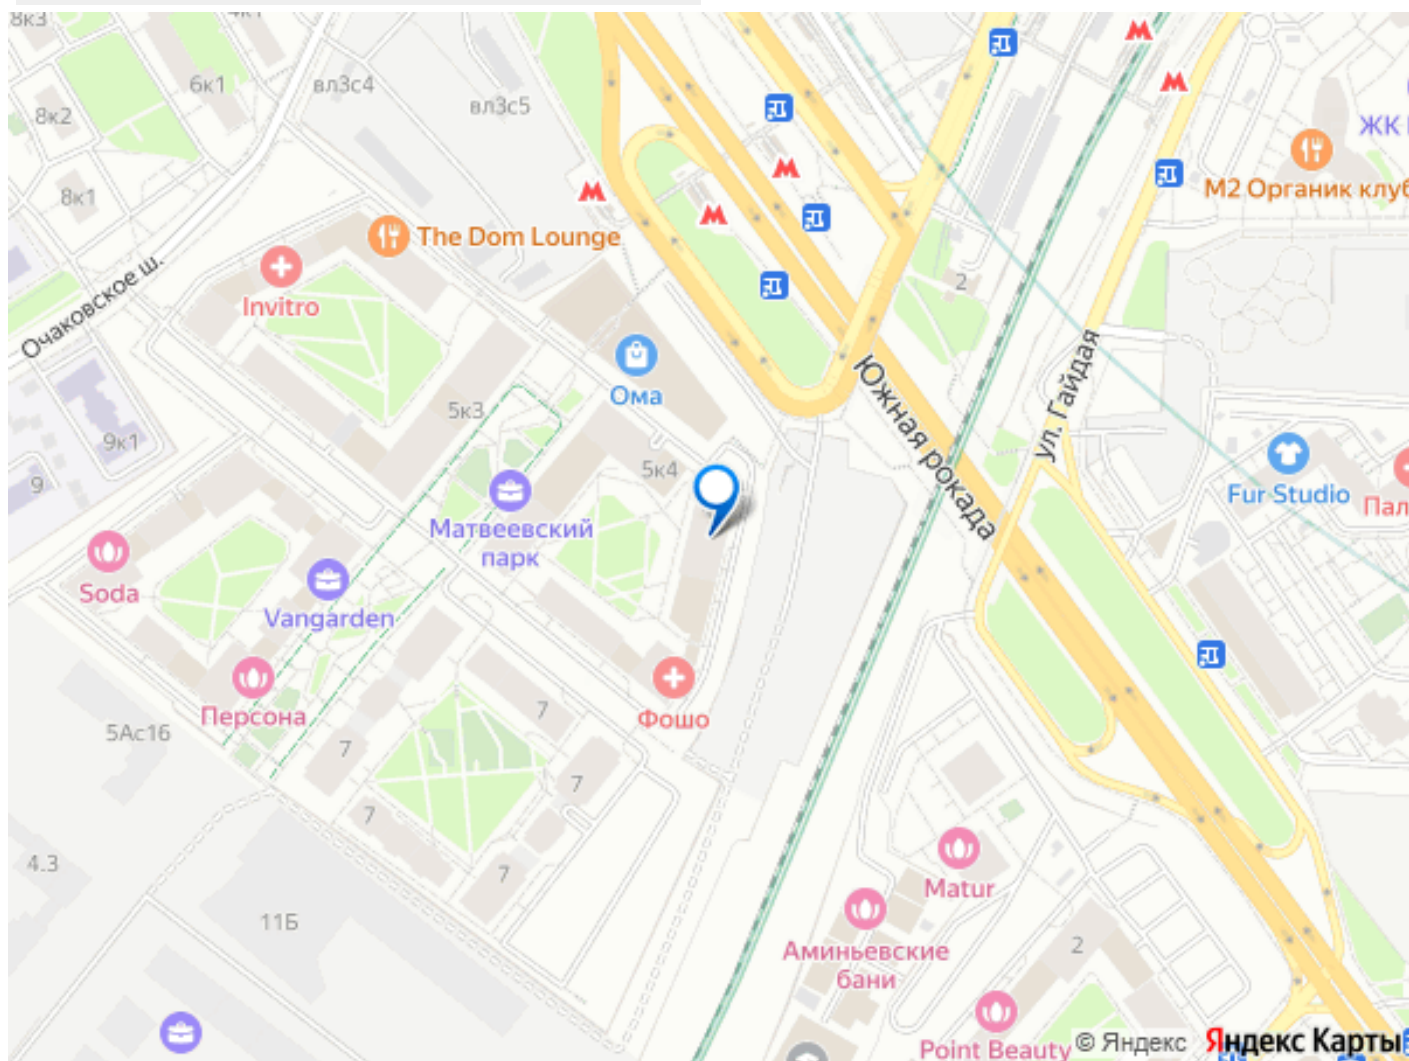 8к3
4к1
6к1
вл3с4
вл3с5
8к2
8к1
ЖК
М2 Органик клуб
The Dom Lounge
Invitro
Очаковское ш.
2
Ома
Южная рокада
ул. Гайдая
5к3
9к1
9
5к4
Fur Studio
Пал
Матвеевский
парк
Soda
Vangarden
Персона
Фошо
5Ас16
7
7
7
7
7
4.3
11Б
Matur
Аминьевские
бани
2
Point Beauty
© Яндекс
Яндекс Карты